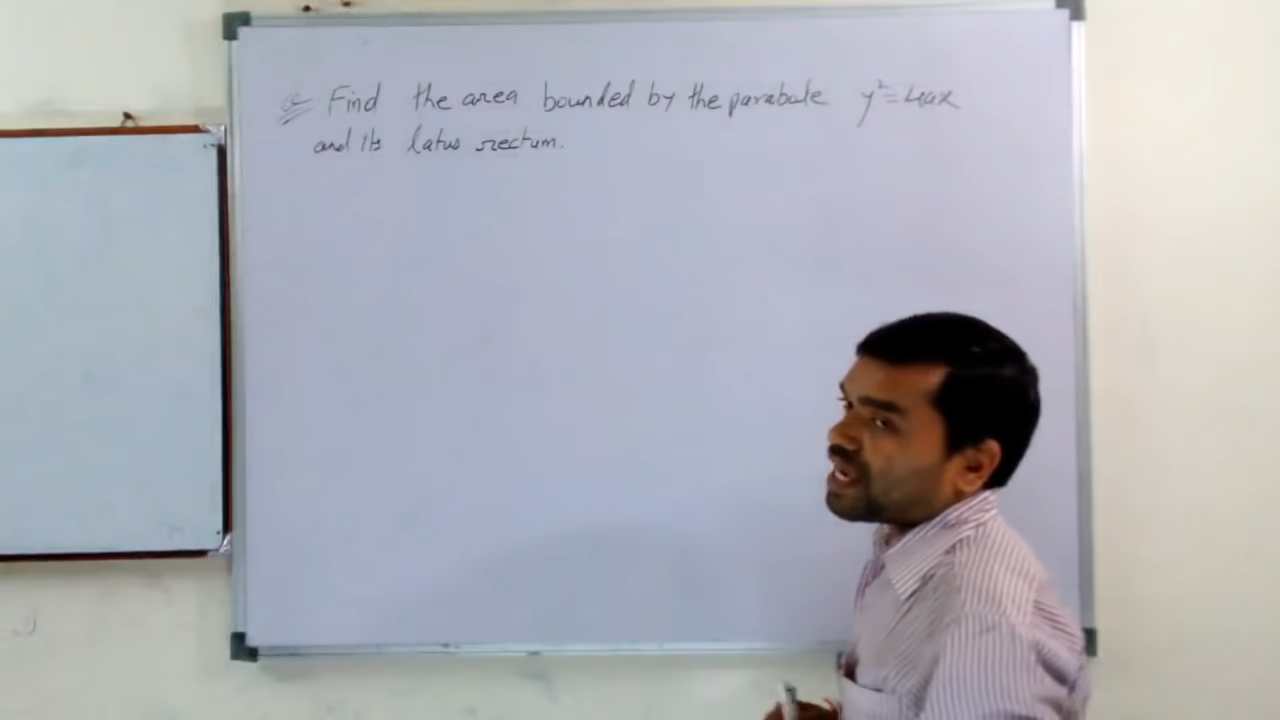 Q Find the area bounded by the parabola y² = 4ax
and its latus rectum.